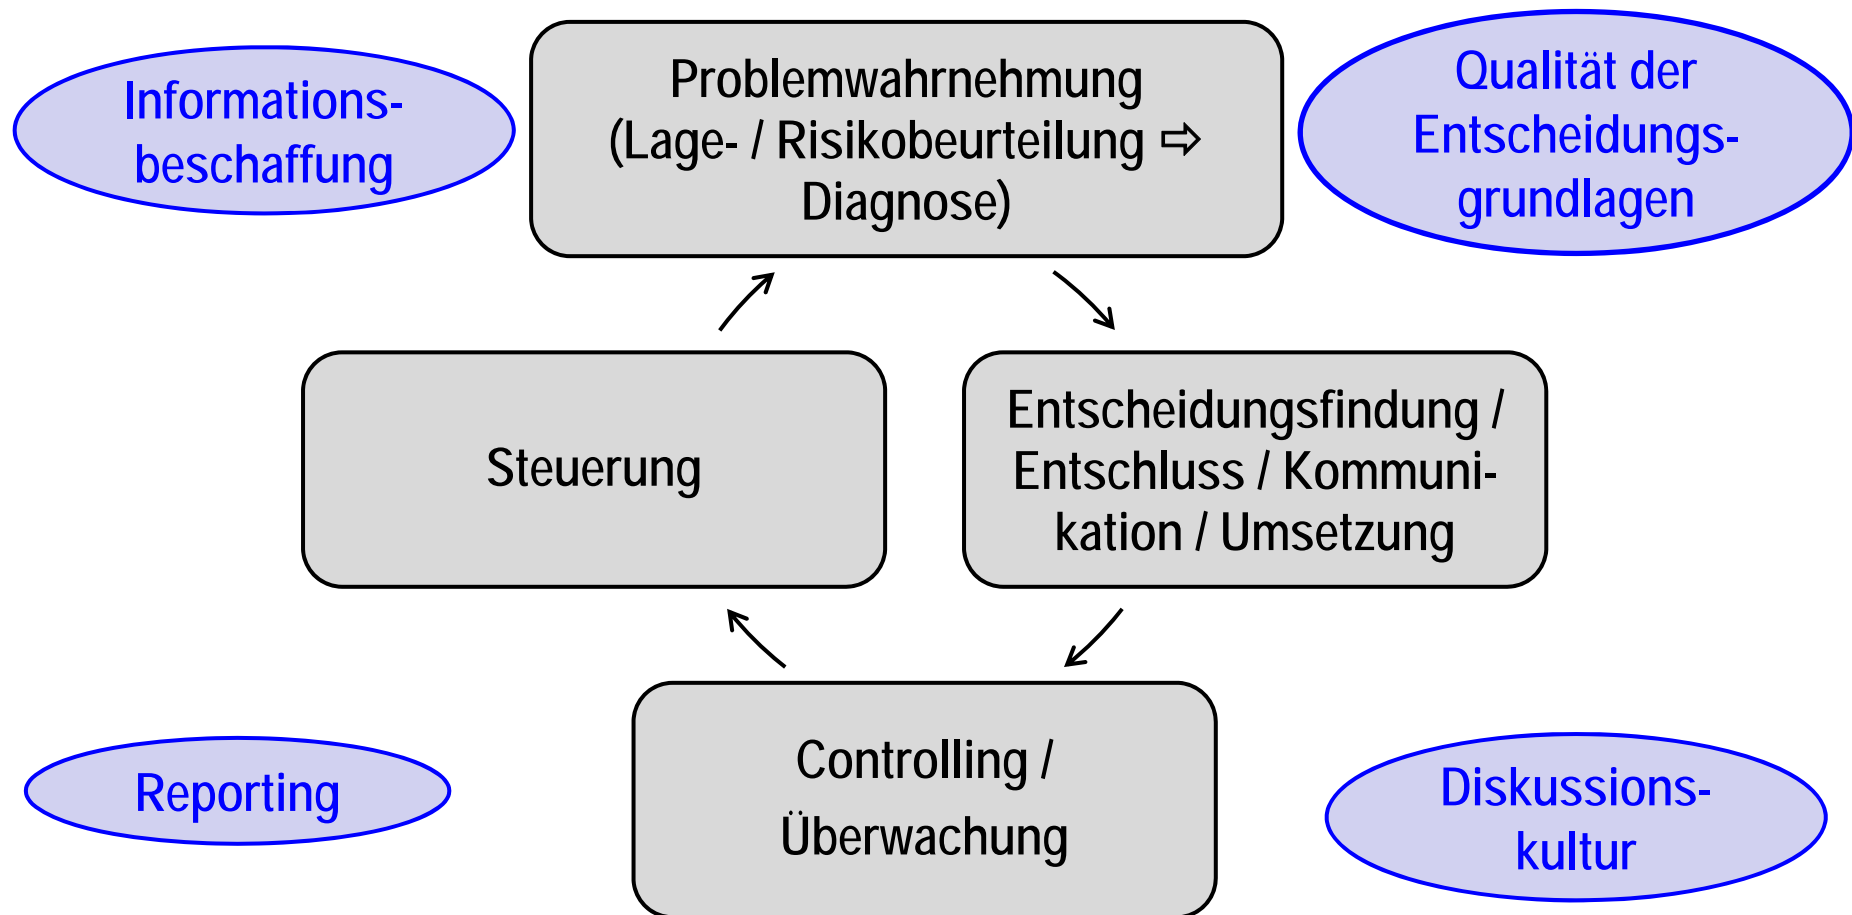 Informations-
beschaffung
Problemwahrnehmung
(Lage- / Risikobeurteilung ⇨
Diagnose)
Qualität der
Entscheidungs-
grundlagen
Steuerung
Entscheidungsfindung /
Entschluss / Kommuni-
kation / Umsetzung
Controlling /
Überwachung
Reporting
Diskussions-
kultur